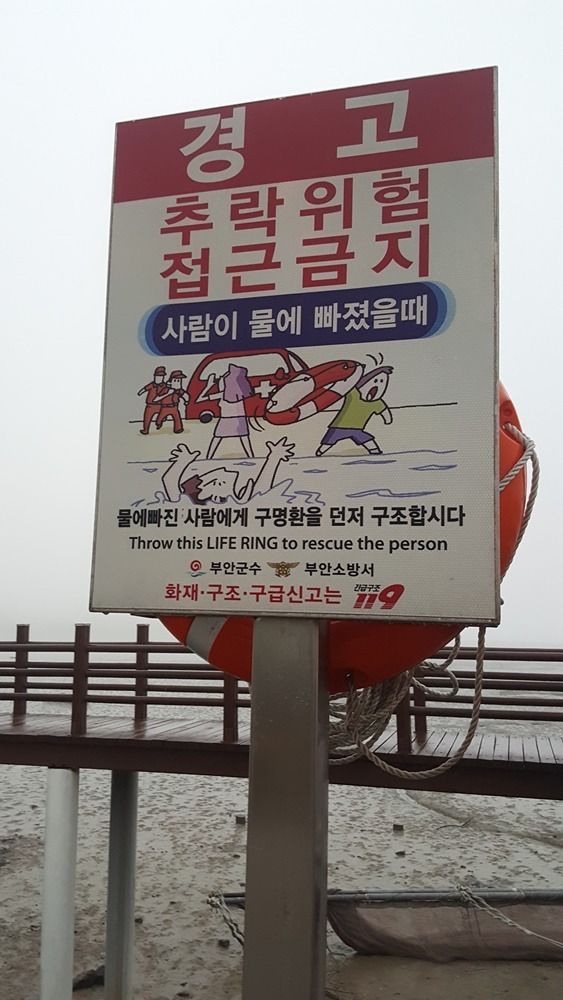 경 고
추락위험
접근금지
사람이 물에 빠졌을때
물에빠진 사람에게 구명환을 던져 구조합시다
Throw this LIFE RING to rescue the person
부안군수 부안소방서
화재·구조·구급신고는 긴급구조 119